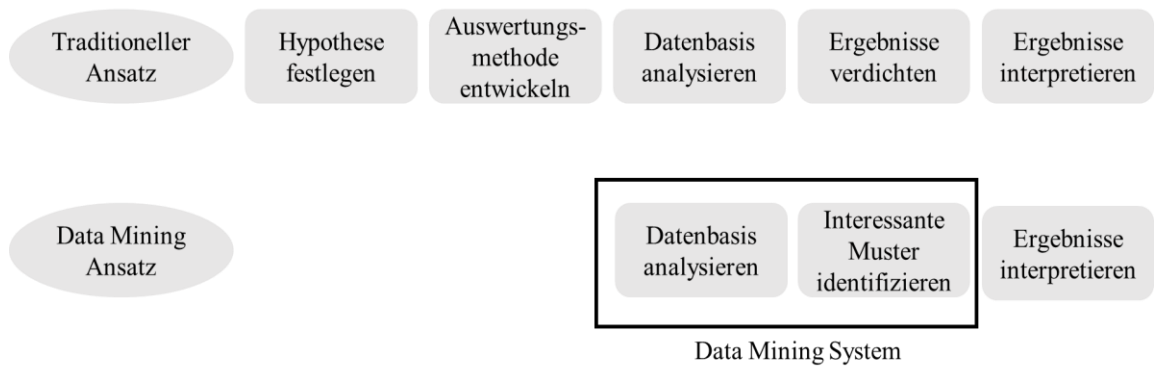 Traditioneller
Ansatz
Hypothese
festlegen
Auswertungs-
methode
entwickeln
Datenbasis
analysieren
Ergebnisse
verdichten
Ergebnisse
interpretieren
Data Mining
Ansatz
Datenbasis
analysieren
Interessante
Muster
identifizieren
Ergebnisse
interpretieren
Data Mining System